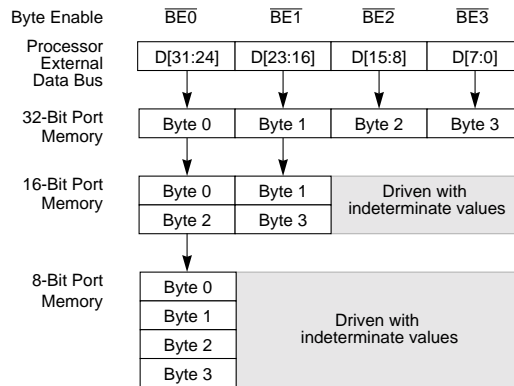 Byte Enable BE0 BE1 BE2 BE3
Processor
External
Data Bus
D[31:24] D[23:16] D[15:8] D[7:0]
32-Bit Port
Memory
Byte 0 Byte 1 Byte 2 Byte 3
16-Bit Port
Memory
Byte 0 Byte 1
Byte 2 Byte 3
Driven with
indeterminate values
8-Bit Port
Memory
Byte 0
Byte 1
Byte 2
Byte 3
Driven with
indeterminate values